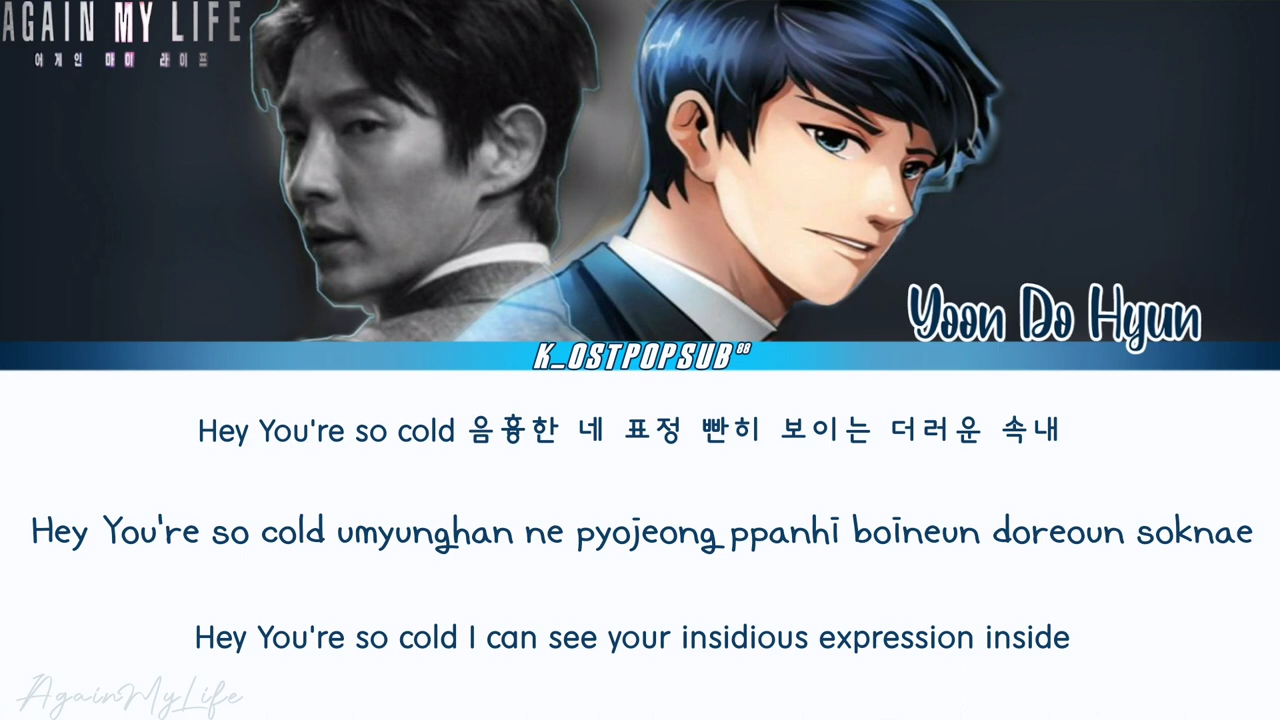 AGAIN MY LIFE
어게인 마이 라이프
Yoon Do Hyun
K_OSTPOPSUB98
Hey You're so cold 음흉한 네 표정 빤히 보이는 더러운 속내
Hey You're so cold umyunghan ne pyojeong ppanhi boineun doreoun soknae
Hey You're so cold I can see your insidious expression inside
AgainMyLife